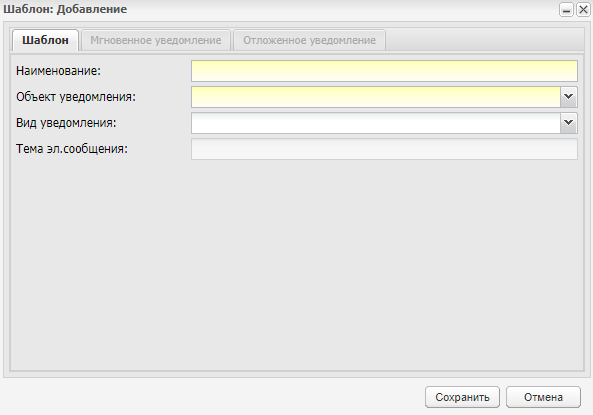 Шаблон: Добавление
Шаблон Мгновенное уведомление Отложенное уведомление
Наименование:
Объект уведомления:
Вид уведомления:
Тема эл.сообщения:
Сохранить Отмена